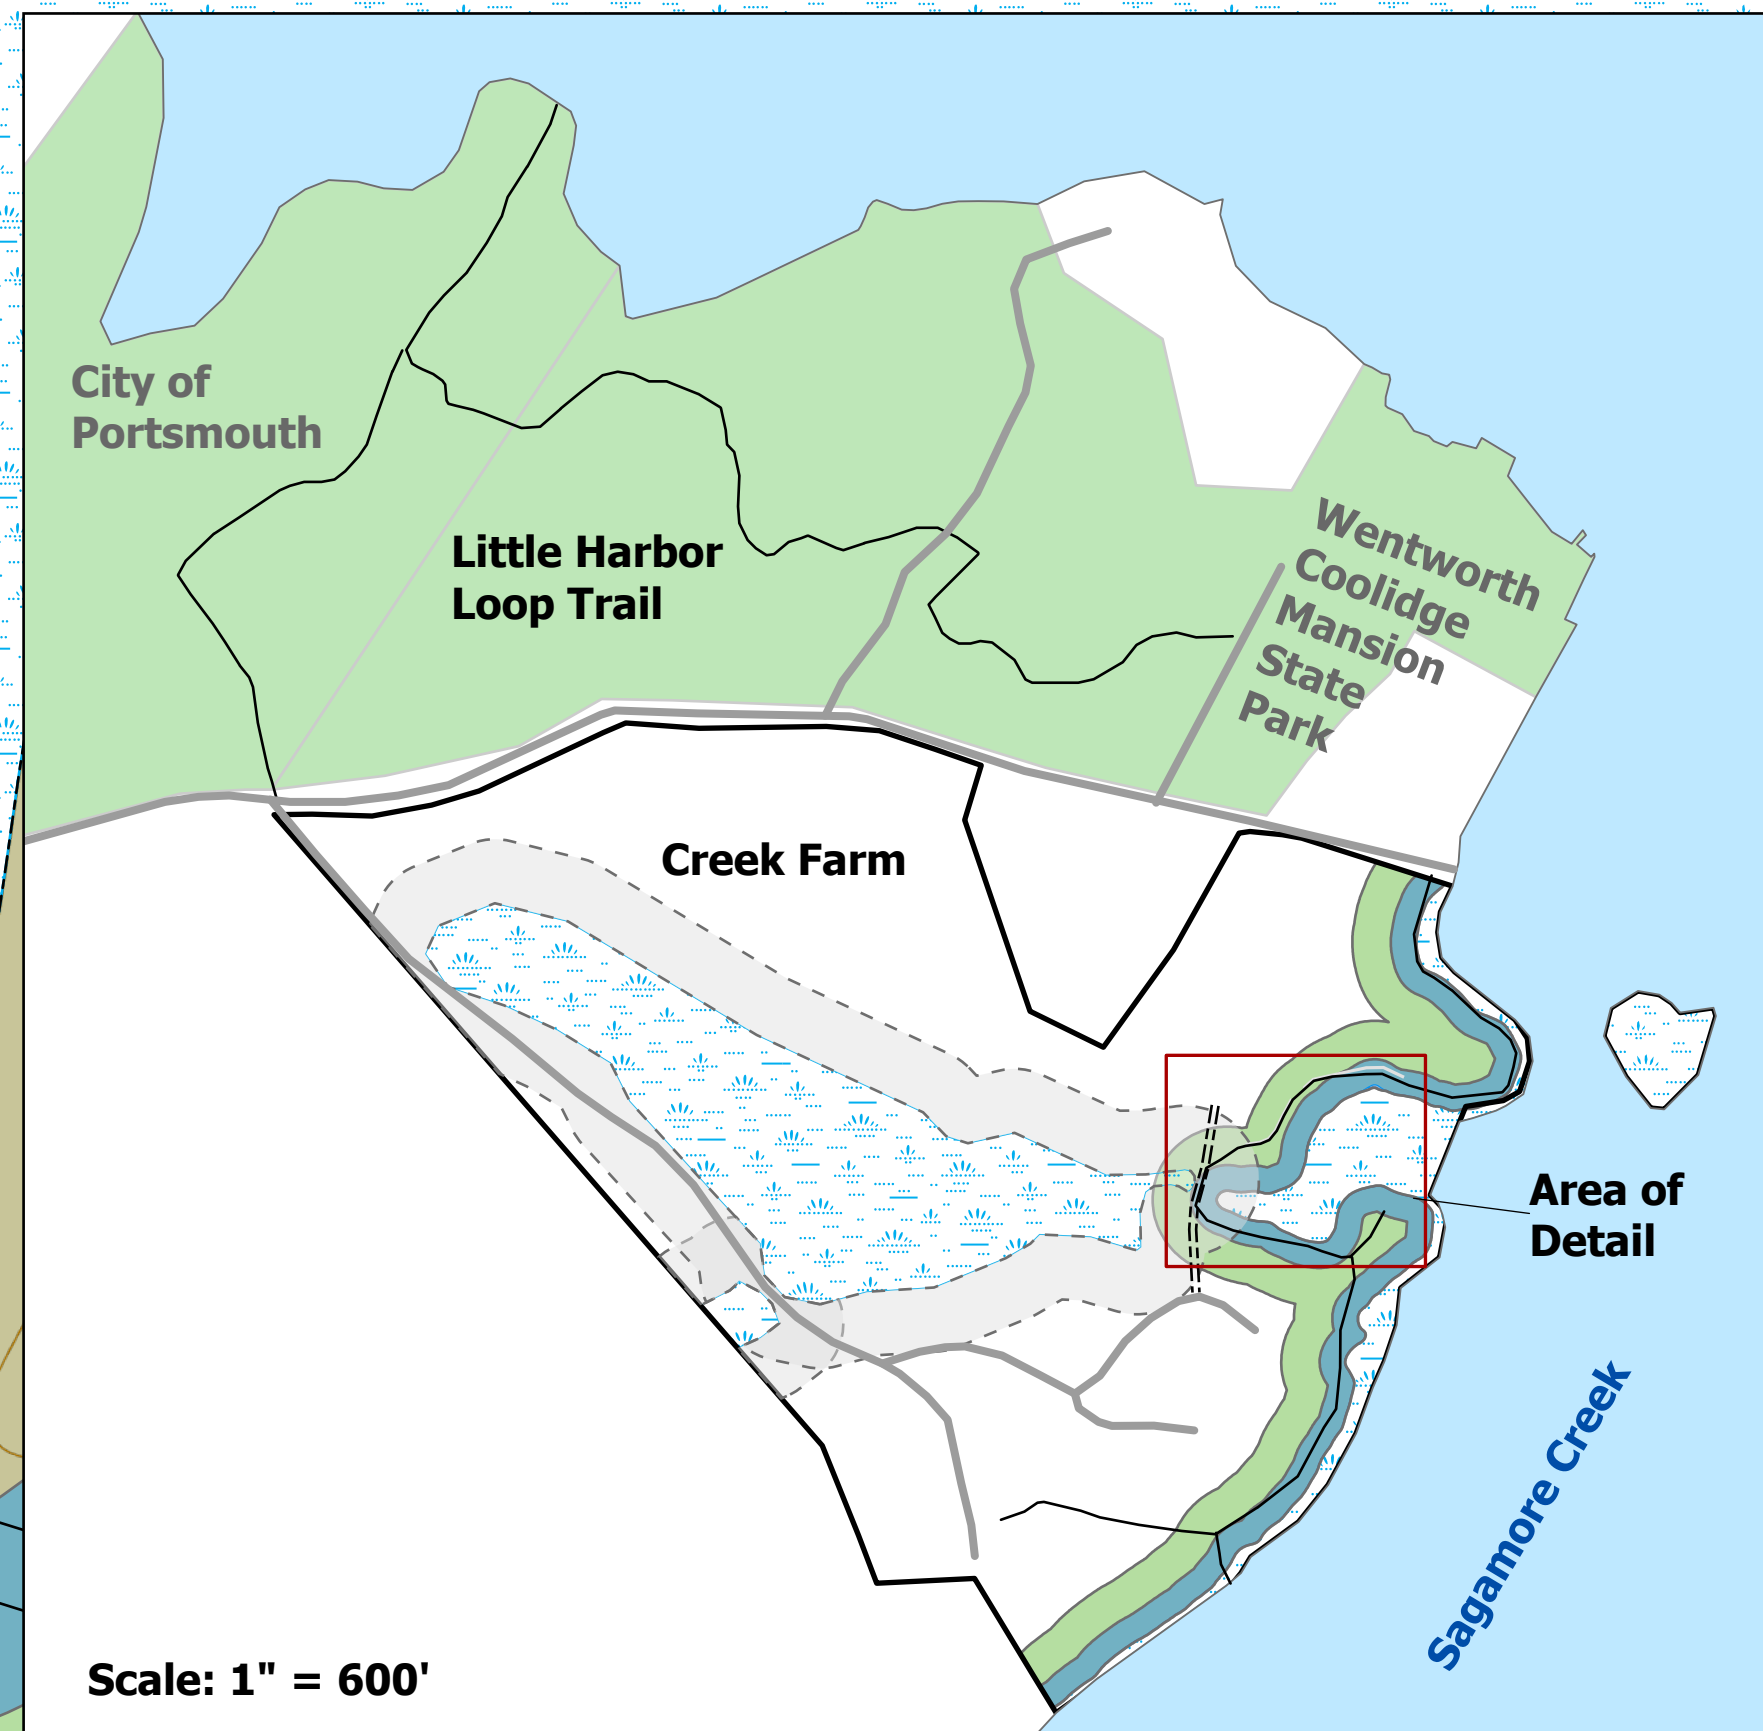 City of
Portsmouth
Little Harbor
Loop Trail
Wentworth
Coolidge
Mansion
State
Park
Creek Farm
Area of
Detail
Sagamore Creek
Scale: 1" = 600'